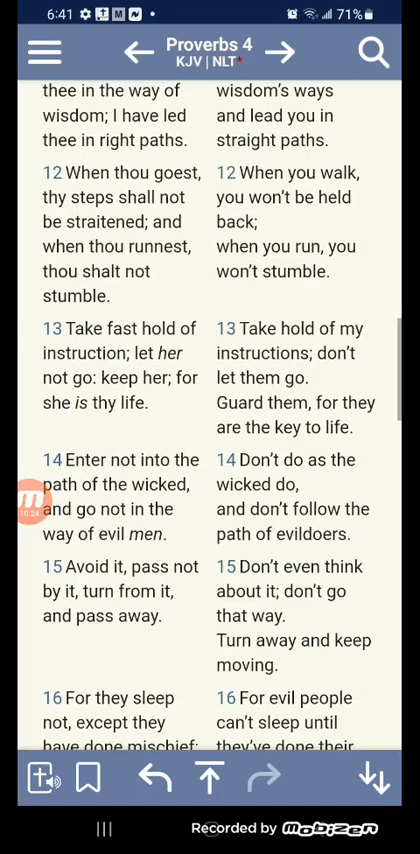 6:41 M N 71%
Proverbs 4
KJV | NLT*
thee in the way of
wisdom; I have led
thee in right paths.
12 When thou goest,
thy steps shall not
be straitened; and
when thou runnest,
thou shalt not
stumble.
13 Take fast hold of
instruction; let her
not go: keep her; for
she is thy life.
14 Enter not into the
path of the wicked,
and go not in the
way of evil men.
15 Avoid it, pass not
by it, turn from it,
and pass away.
16 For they sleep
not, except they
have done mischief;
wisdom's ways
and lead you in
straight paths.
12 When you walk,
you won't be held
back;
when you run, you
won't stumble.
13 Take hold of my
instructions; don't
let them go.
Guard them, for they
are the key to life.
14 Don't do as the
wicked do,
and don't follow the
path of evildoers.
15 Don't even think
about it; don't go
that way.
Turn away and keep
moving.
16 For evil people
can't sleep until
they've done their
10:24
Recorded by mobizen